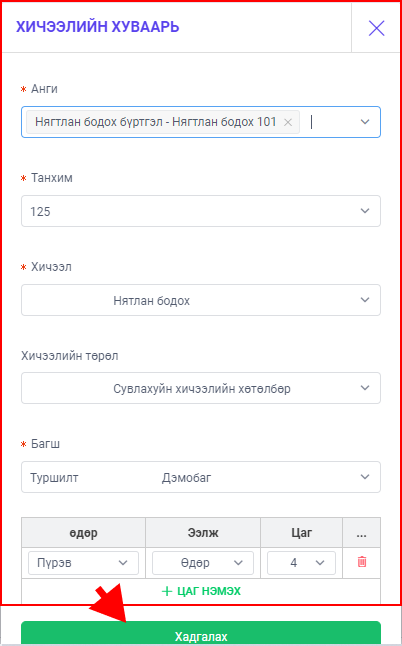 ХИЧЭЭЛИЙН ХУВААРЬ
* Анги
Нягтлан бодох бүртгэл - Нягтлан бодох 101
* Танхим
125
* Хичээл
Нятлан бодох
Хичээлийн төрөл
Сувлахуйн хичээлийн хөтөлбөр
* Багш
Туршилт Дэмобаг
өдөр Ээлж Цаг ...
Пүрэв Өдөр 4
+ ЦАГ НЭМЭХ
Хадгалах